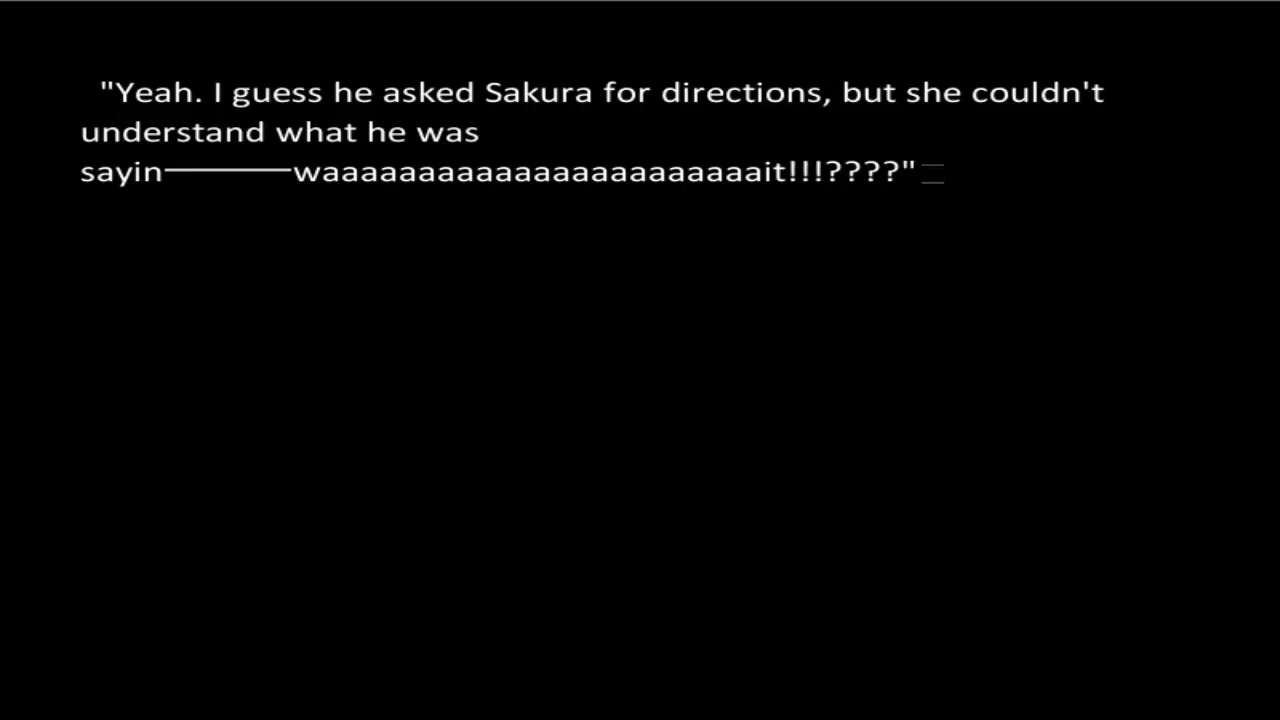 "Yeah. I guess he asked Sakura for directions, but she couldn't
understand what he was
sayin————waaaaaaaaaaaaaaaaaaaaaaait!!!????"